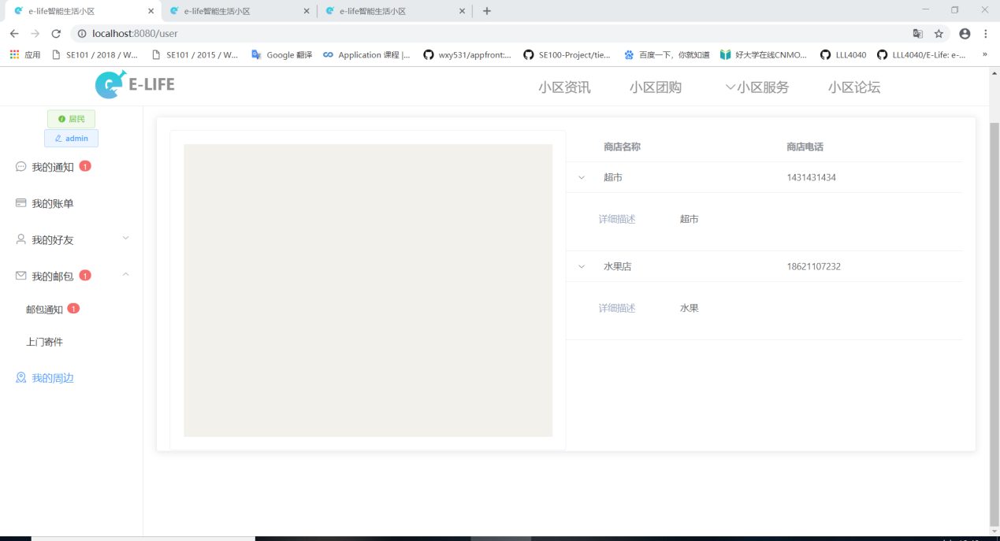 e-life智能生活小区
e-life智能生活小区
e-life智能生活小区
localhost:8080/user
应用
SE101 / 2018 / W...
SE101 / 2015 / W...
Google 翻译
Application 课程 |...
wxy531/appfront:...
SE100-Project/tie...
百度一下，你就知道
好大学在线CNMO...
LLL4040
LLL4040/E-Life: e-...
»
E-LIFE
小区资讯
小区团购
小区服务
小区论坛
居民
admin
我的通知 1
我的账单
我的好友
我的邮包 1
邮包通知 1
上门寄件
我的周边
商店名称 商店电话
超市 1431431434
详细描述 超市
水果店 18621107232
详细描述 水果